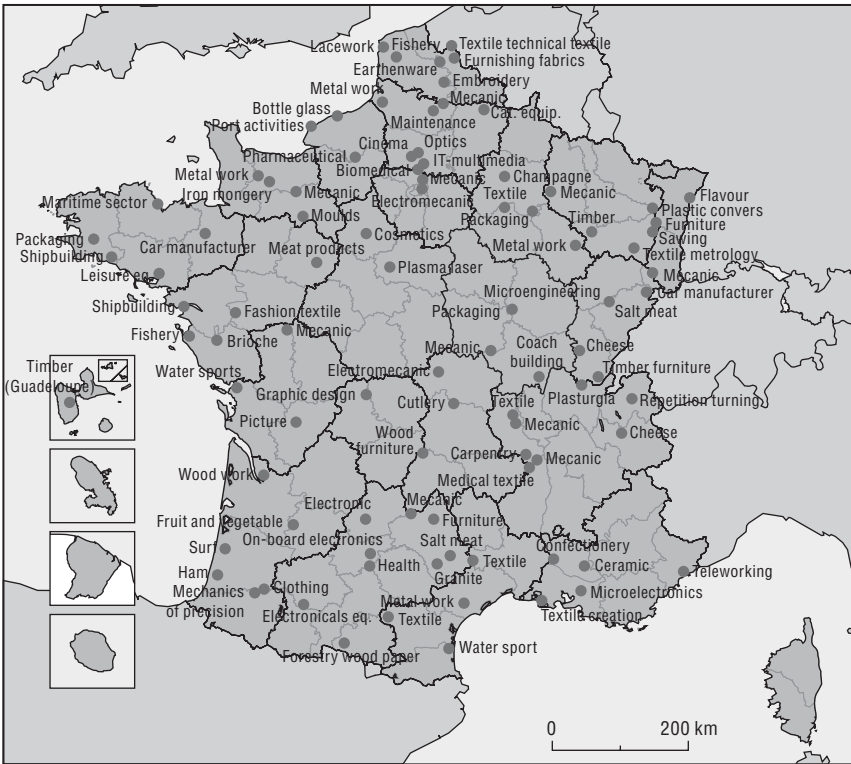 Lacework
Fishery
Textile technical textile
Furnishing fabrics
Earthenware
Embroidery
Metal work
Mecanic
Bottle glass
Cat. equip.
Port activities
Maintenance
Cinema
Optics
Pharmaceutical
IT-multimedia
Biomedical
Metal work
Mecanic
Champagne
Iron mongery
Mecanic
Electromecanic
Textile
Mecanic
Flavour
Maritime sector
Moulds
Packaging
Plastic convers
Timber
Furniture
Packaging
Car manufacturer
Cosmetics
Sawing
Shipbuilding
Meat products
Metal work
Textile metrology
Leisure eq.
Plasma laser
Mecanic
Microengineering
Car manufacturer
Shipbuilding
Fashion textile
Packaging
Salt meat
Fishery
Brioche
Mecanic
Mecanic
Coach
building
Cheese
Timber
(Guadeloupe)
Water sports
Electromecanic
Timber furniture
Graphic design
Cutlery
Textile
Plasturgia
Repetition turning
Picture
Mecanic
Wood
furniture
Cheese
Carpentry
Mecanic
Wood work
Medical textile
Electronic
Mecanic
Fruit and vegetable
Furniture
On-board electronics
Salt meat
Confectionery
Surf
Health
Textile
Ceramic
Ham
Granite
Teleworking
Mechanics
of precision
Clothing
Metal work
Microelectronics
Electronicals eq.
Textile
Textile creation
Forestry wood paper
Water sport
0
200 km